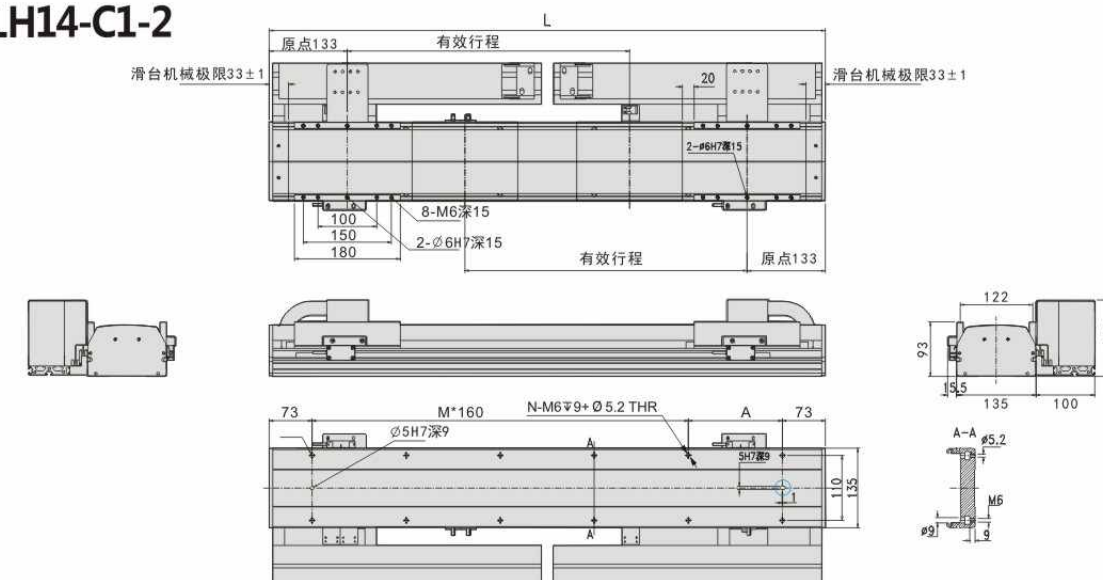 LH14-C1-2
L
原点133
有效行程
滑台机械极限33±1
20
滑台机械极限33±1
2-ø6H7深15
8-M6深15
100
2-Ø6H7深15
150
180
有效行程
原点133
122
93
15.5
135
100
73
M*160
N-M6↧9+Ø5.2 THR
A
73
Ø5H7深9
A
5H7深9
1
110
135
A
A-A
ø5.2
M6
ø9
9